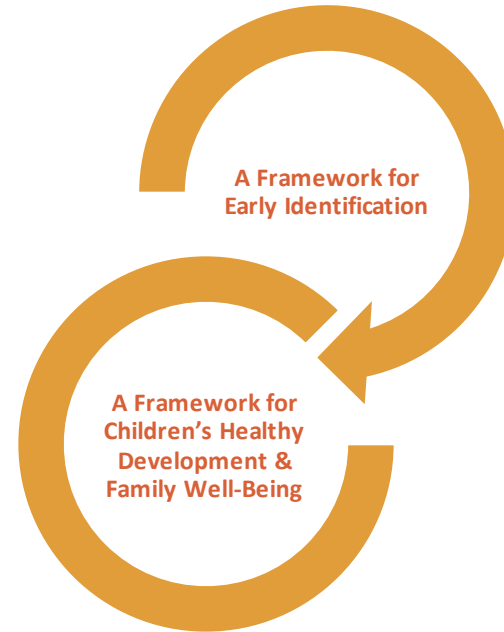 A Framework for
Early Identification
A Framework for
Children’s Healthy
Development &
Family Well-Being